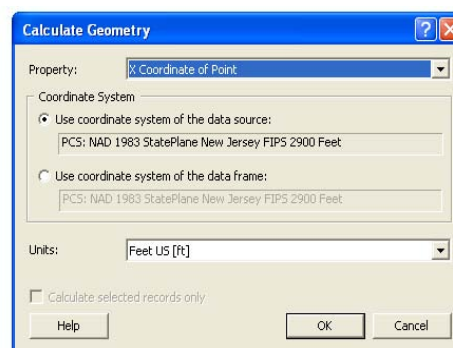 Calculate Geometry
Property: X Coordinate of Point
Coordinate System
Use coordinate system of the data source:
PCS: NAD 1983 StatePlane New Jersey FIPS 2900 Feet
Use coordinate system of the data frame:
PCS: NAD 1983 StatePlane New Jersey FIPS 2900 Feet
Units: Feet US [ft]
Calculate selected records only
Help OK Cancel